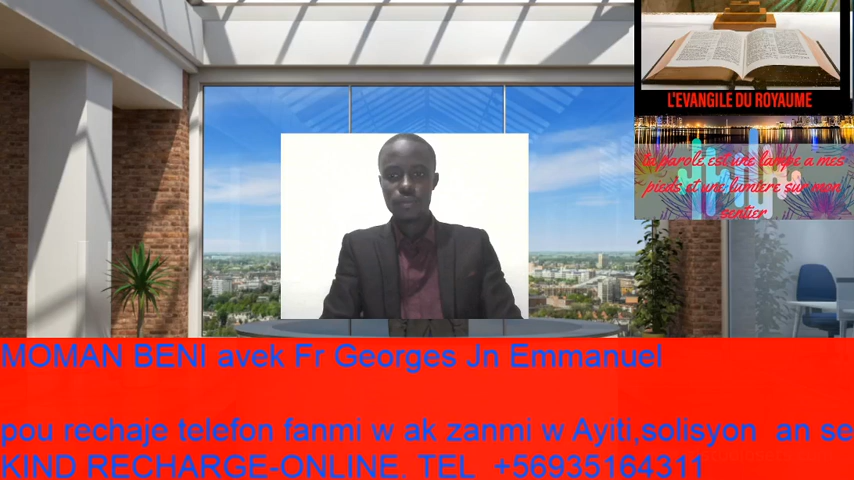 L'EVANGILE DU ROYAUME
ta parole est une lampe a mes
pieds et une lumiere sur mon
sentier
MOMAN BENI avek Fr Georges Jn Emmanuel
pou rechaje telefon fanmi w ak zanmi w Ayiti,solisyon an se
KIND RECHARGE-ONLINE. TEL +56935164311